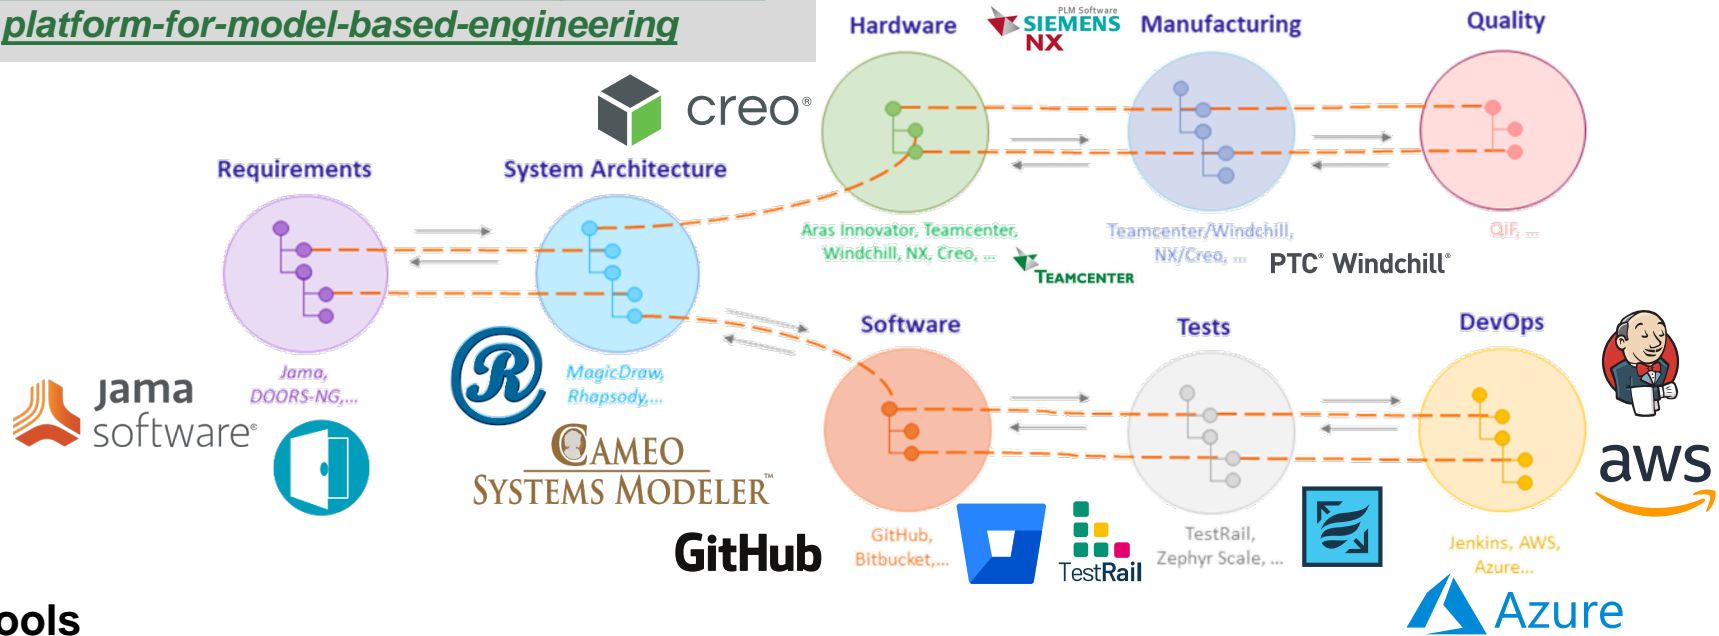 platform-for-model-based-engineering
Hardware
PLM Software
SIEMENS
NX
Manufacturing
Quality
creo®
Requirements
System Architecture
Aras Innovator, Teamcenter,
Windchill, NX, Creo, ...
TEAMCENTER
Teamcenter/Windchill,
NX/Creo, ...
PTC® Windchill®
QIF, ...
Software
Tests
DevOps
Jama,
DOORS-NG,...
MagicDraw,
Rhapsody,...
R
jama
software®
CAMEO
SYSTEMS MODELER™
aws
GitHub
GitHub,
Bitbucket,...
TestRail
TestRail,
Zephyr Scale, ...
Jenkins, AWS,
Azure...
Azure
ools